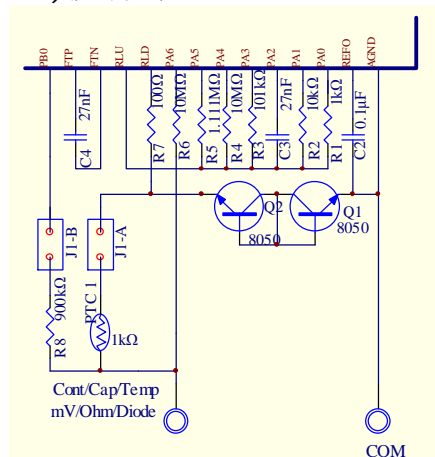 PB0 FTP FTN RLU RLD PA6 PA5 PA4 PA3 PA2 PA1 PA0 REFO AGND
27nF 100Ω 10MΩ 1.111MΩ 10MΩ 101kΩ 27nF 10kΩ 1kΩ 0.1μF
C4 R7 R6 R5 R4 R3 C3 R2 R1 C2
Q2 Q1
8050 8050
J1-B J1-A
900kΩ PTC 1
R8 1kΩ
Cont/Cap/Temp
mV/Ohm/Diode
COM